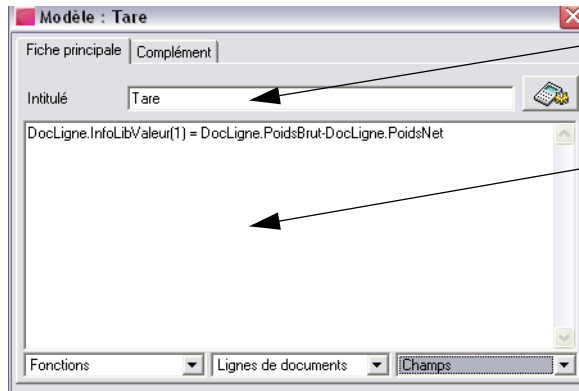 Modèle : Tare
Fiche principale Complément
Intitulé Tare
DocLigne.InfoLibValeur(1) = DocLigne.PoidsBrut-DocLigne.PoidsNet
Fonctions Lignes de documents Champs